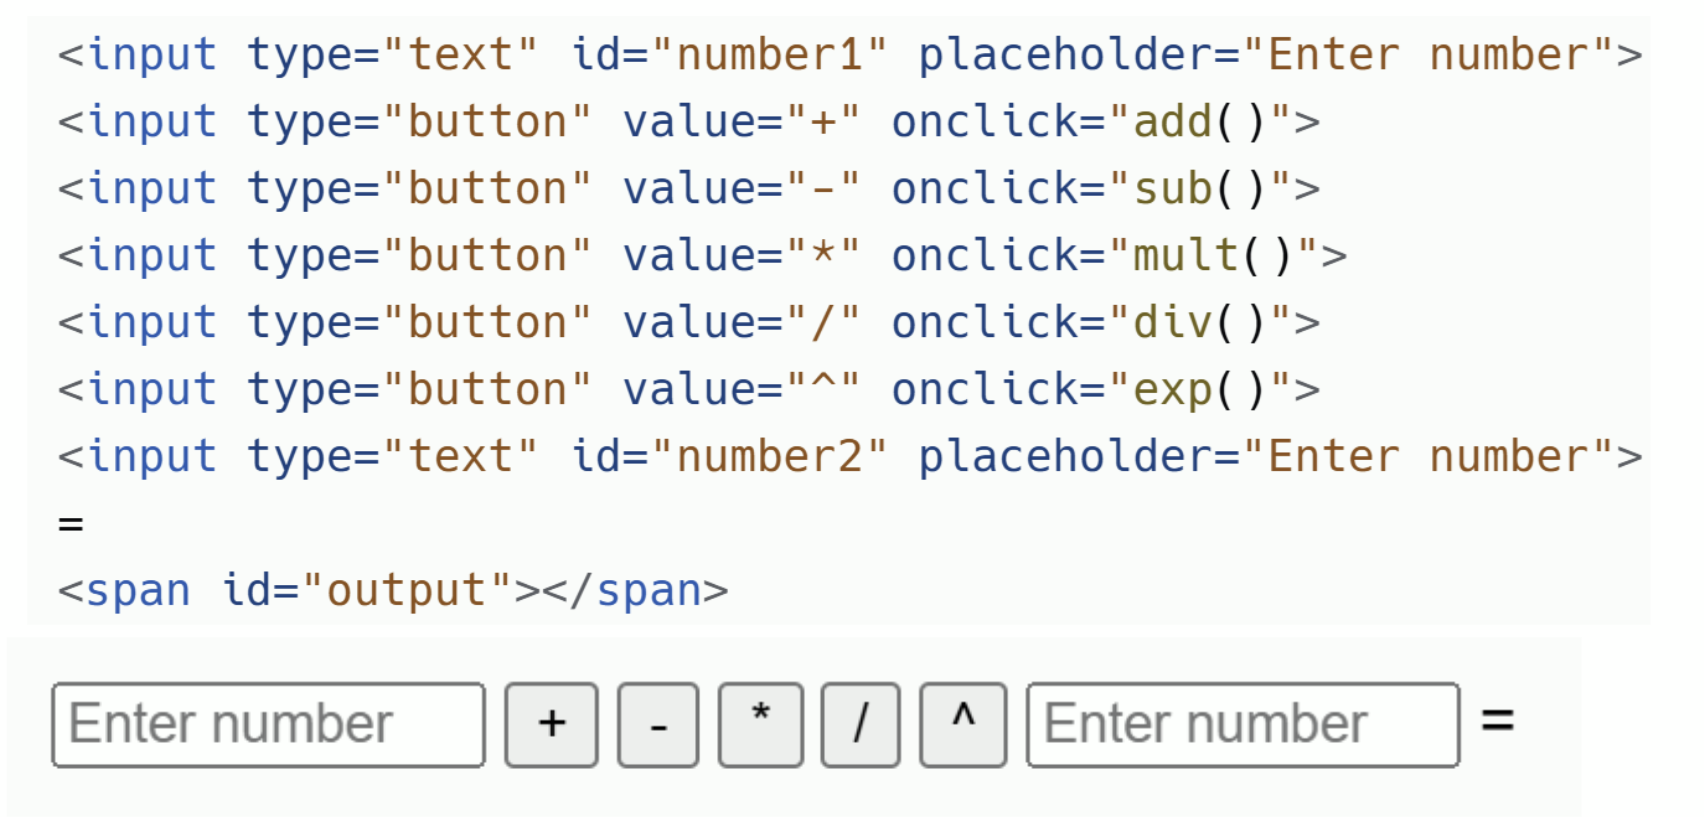 <input type="text" id="number1" placeholder="Enter number">
<input type="button" value="+" onclick="add()">
<input type="button" value="-" onclick="sub()">
<input type="button" value="*" onclick="mult()">
<input type="button" value="/" onclick="div()">
<input type="button" value="^" onclick="exp()">
<input type="text" id="number2" placeholder="Enter number">
=
<span id="output"></span>
Enter number + - * / ^ Enter number =